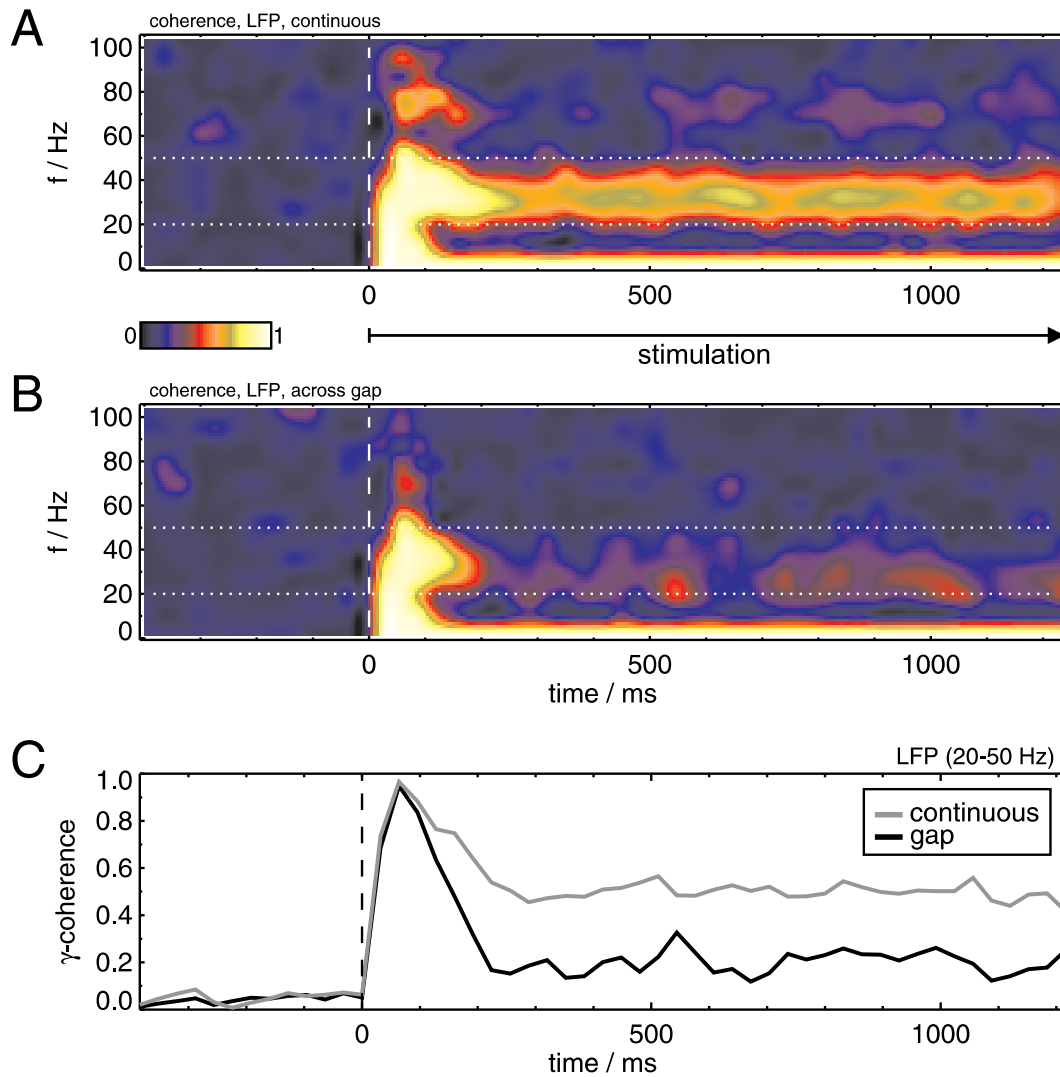 A
coherence, LFP, continuous
f / Hz
100
80
60
40
20
0
0 500 1000
0 1
stimulation
B
coherence, LFP, across gap
f / Hz
100
80
60
40
20
0
0 500 1000
time / ms
C
LFP (20-50 Hz)
γ-coherence
1.0
0.8
0.6
0.4
0.2
0.0
continuous
gap
0 500 1000
time / ms